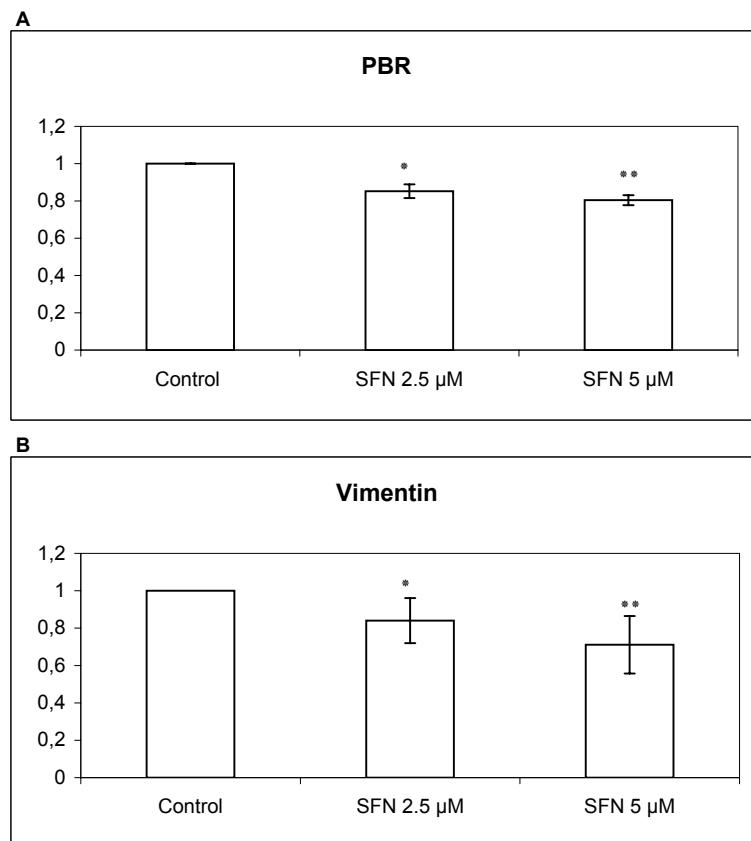 A
PBR
1,2
1
0,8
0,6
0,4
0,2
0
*
**
Control
SFN 2.5 µM
SFN 5 µM
B
Vimentin
1,2
1
0,8
0,6
0,4
0,2
0
*
**
Control
SFN 2.5 µM
SFN 5 µM